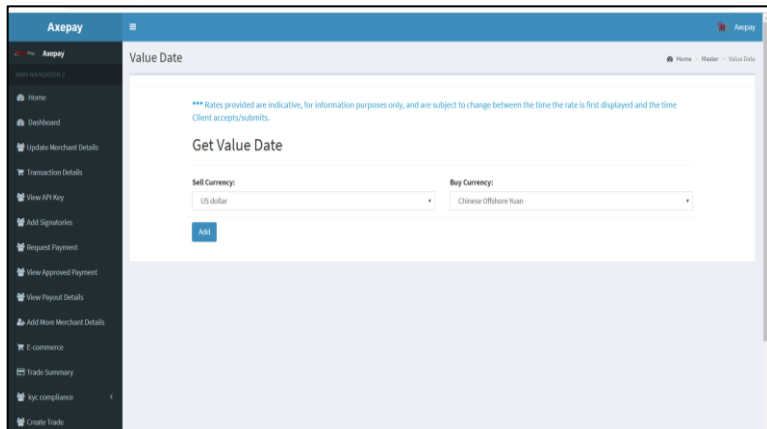 Axepay
Axepay
Axepay
MAIN NAVIGATION
Home
Dashboard
Update Merchant Details
Transaction Details
View API Key
Add Signatories
Request Payment
View Approved Payment
View Payout Details
Add More Merchant Details
E-commerce
Trade Summary
kyc compliance
Create Trade
Value Date
Home > Master > Value Date
*** Rates provided are indicative, for information purposes only, and are subject to change between the time the rate is first displayed and the time
Client accepts/submits.
Get Value Date
Sell Currency: Buy Currency:
US dollar Chinese Offshore Yuan
Add